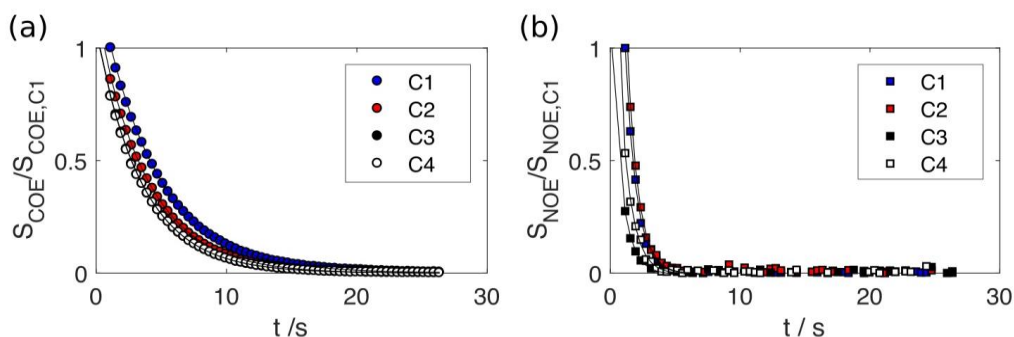 (a)
1
0.5
0
0 10 20 30
S_COE/S_COE,C1
t /s
C1
C2
C3
C4
(b)
1
0.5
0
0 10 20 30
S_NOE/S_NOE,C1
t / s
C1
C2
C3
C4